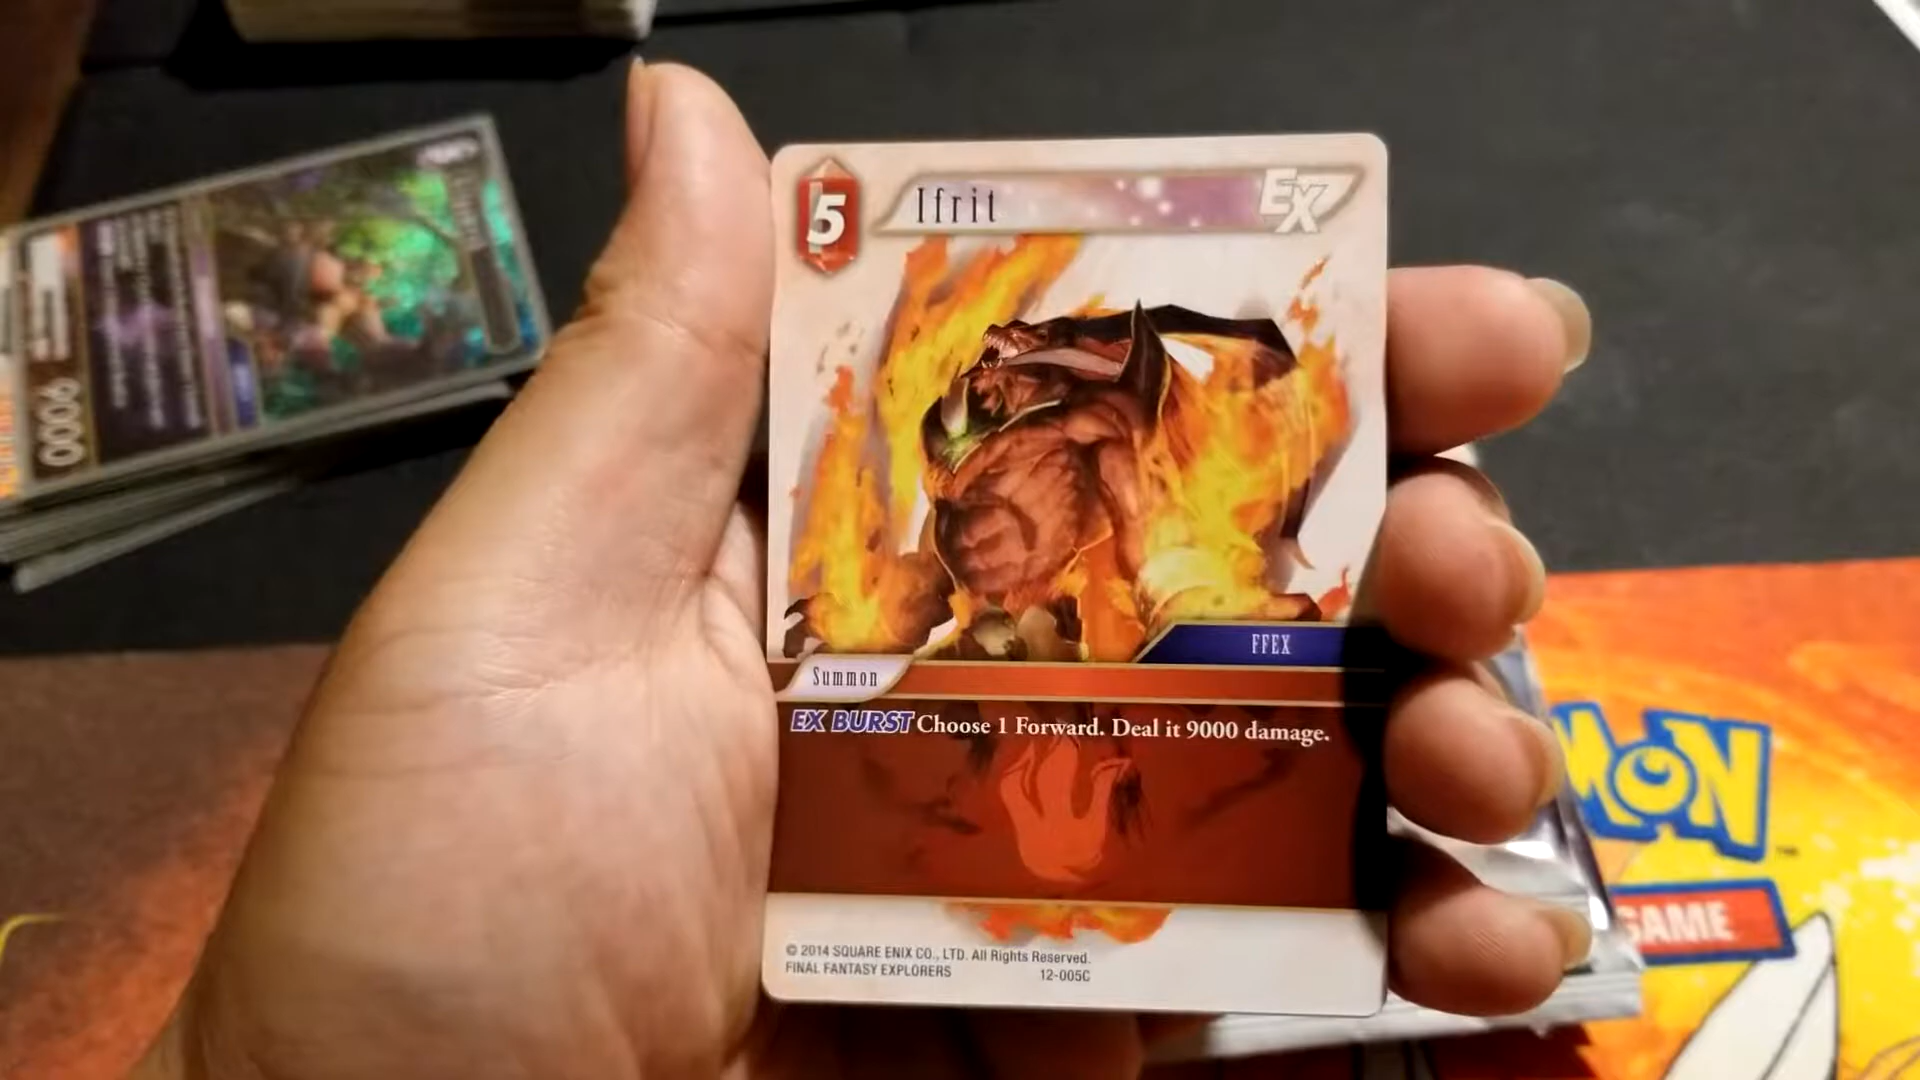 5
Ifrit
EX
FFEX
Summon
EX BURST Choose 1 Forward. Deal it 9000 damage.
© 2014 SQUARE ENIX CO., LTD. All Rights Reserved.
FINAL FANTASY EXPLORERS 12-005C
9000
MON
GAME